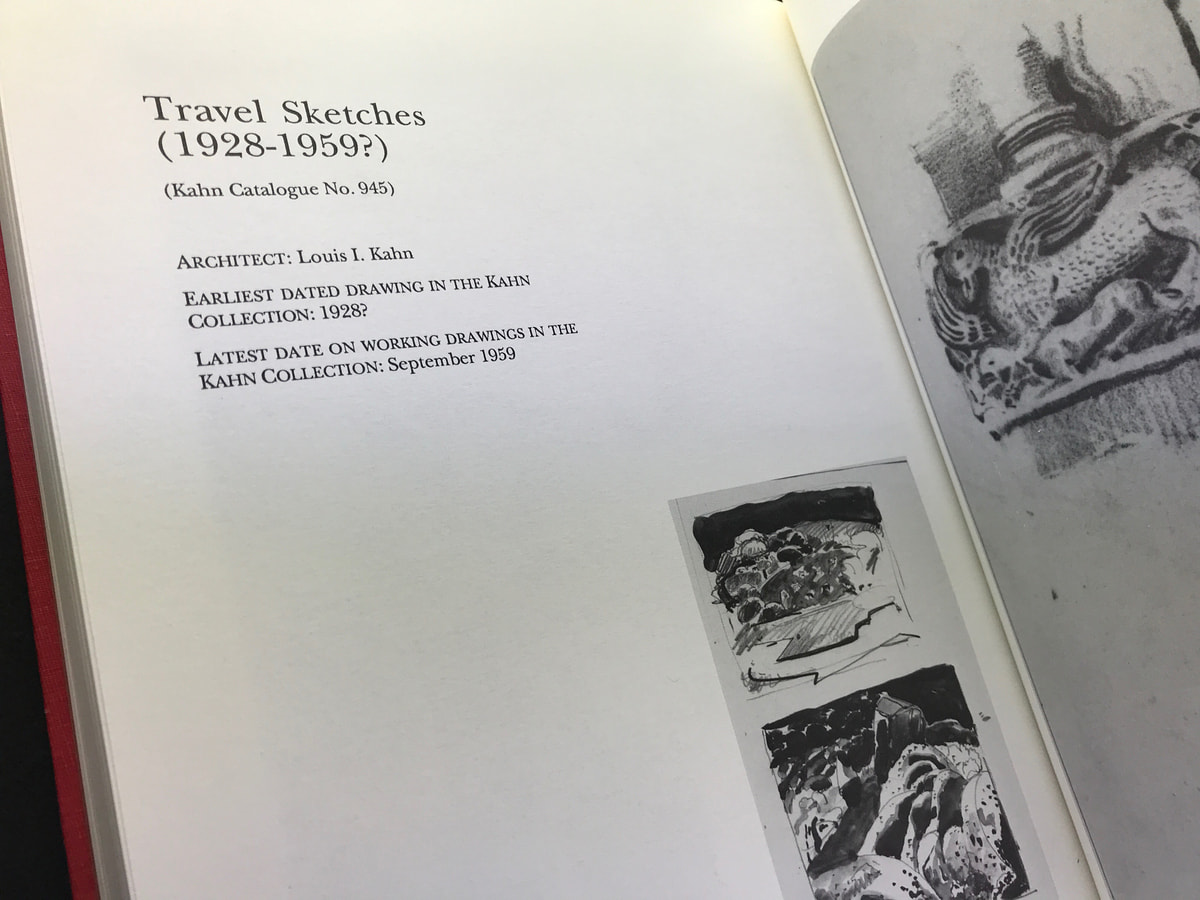 Travel Sketches
(1928-1959?)
(Kahn Catalogue No. 945)
ARCHITECT: Louis I. Kahn
EARLIEST DATED DRAWING IN THE KAHN
COLLECTION: 1928?
LATEST DATE ON WORKING DRAWINGS IN THE
KAHN COLLECTION: September 1959